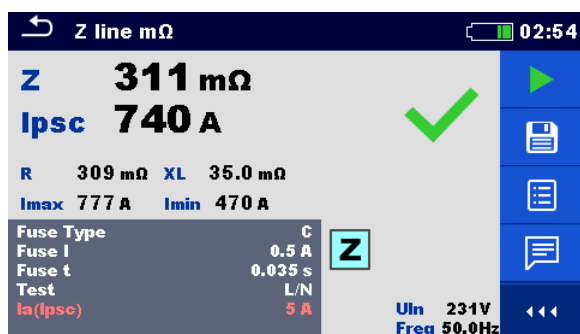 Z line mΩ 02:54
Z 311 mΩ
Ipsc 740 A
R 309 mΩ XL 35.0 mΩ
Imax 777 A Imin 470 A
Fuse Type C
Fuse I 0.5 A
Fuse t 0.035 s
Test L/N
Ia(Ipsc) 5 A
Z
Uln 231V
Freq 50.0Hz